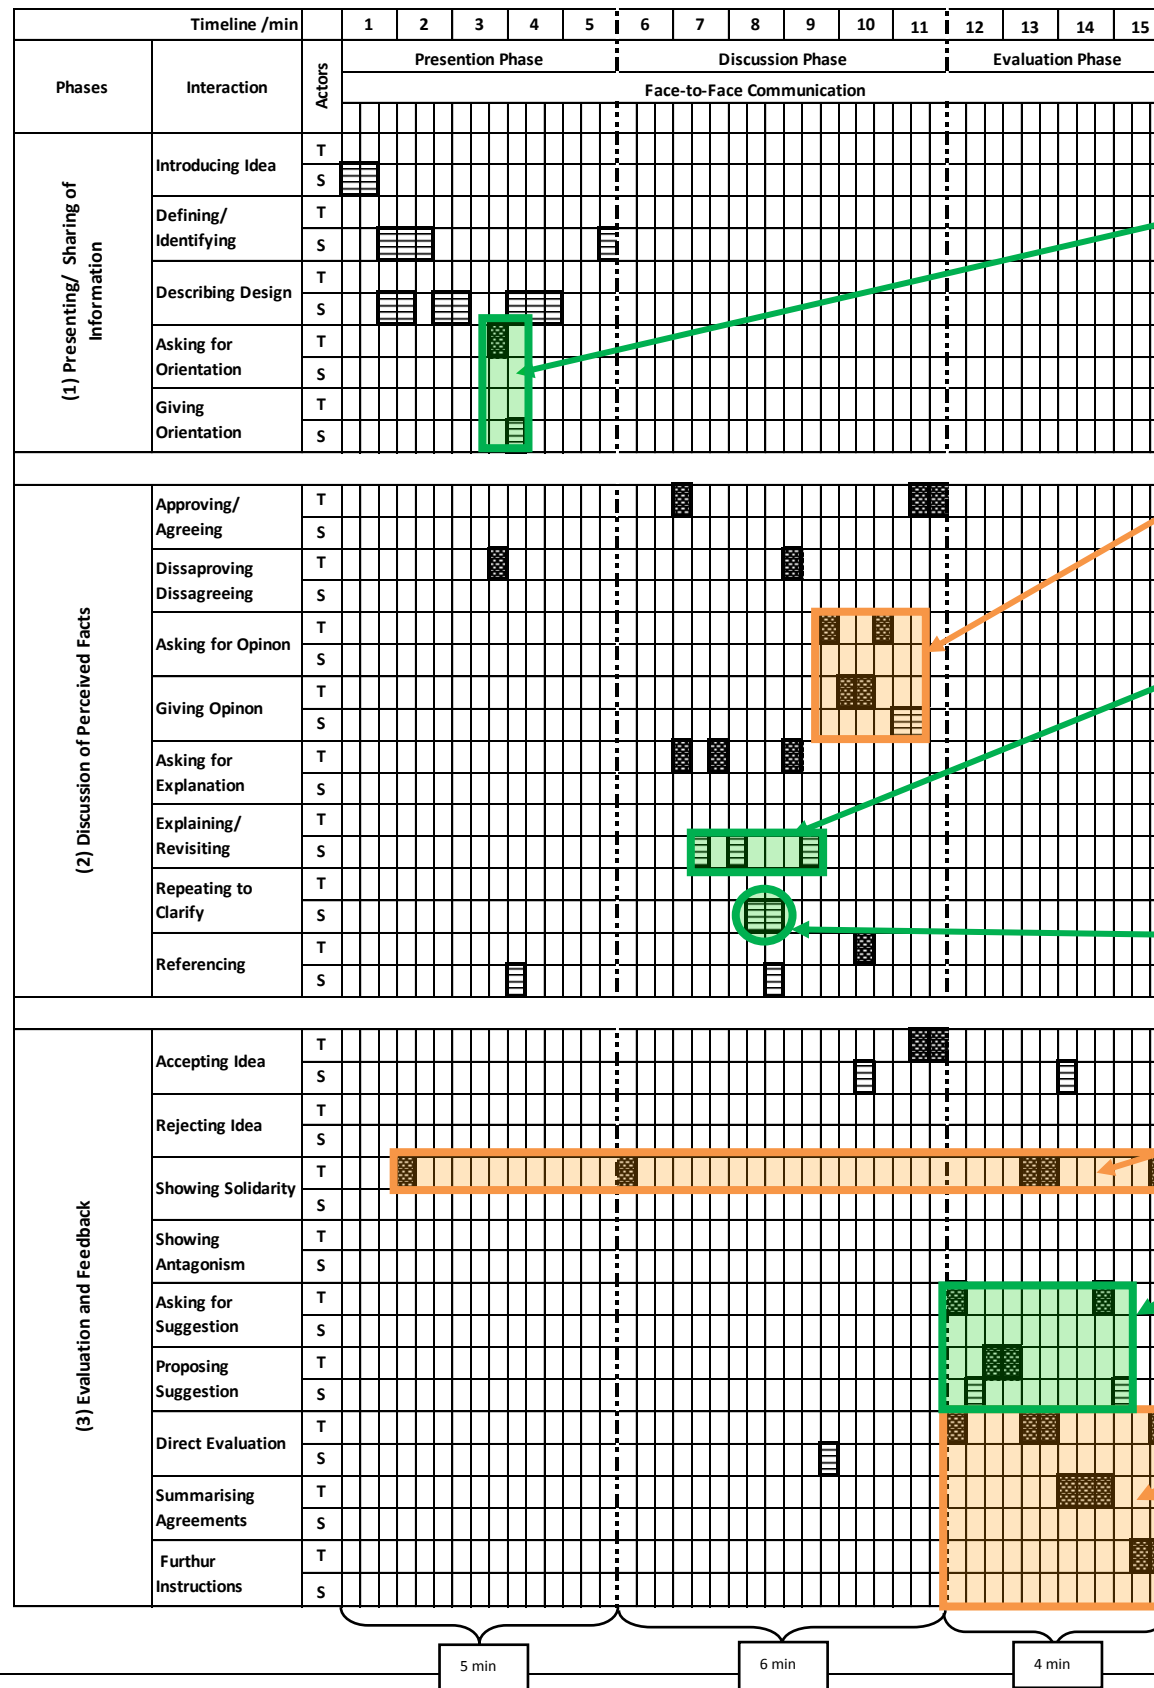 Timeline /min 1 2 3 4 5 6 7 8 9 10 11 12 13 14 15
Phases Interaction Actors Presention Phase Discussion Phase Evaluation Phase
Face-to-Face Communication
(1) Presenting/ Sharing of
Information
Introducing Idea T
S
Defining/
Identifying T
S
Describing Design T
S
Asking for
Orientation T
S
Giving
Orientation T
S
(2) Discussion of Perceived Facts
Approving/
Agreeing T
S
Dissaproving
Dissagreeing T
S
Asking for Opinon T
S
Giving Opinon T
S
Asking for
Explanation T
S
Explaining/
Revisiting T
S
Repeating to
Clarify T
S
Referencing T
S
(3) Evaluation and Feedback
Accepting Idea T
S
Rejecting Idea T
S
Showing Solidarity T
S
Showing
Antagonism T
S
Asking for
Suggestion T
S
Proposing
Suggestion T
S
Direct Evaluation T
S
Summarising
Agreements T
S
Furthur
Instructions T
S
5 min 6 min 4 min